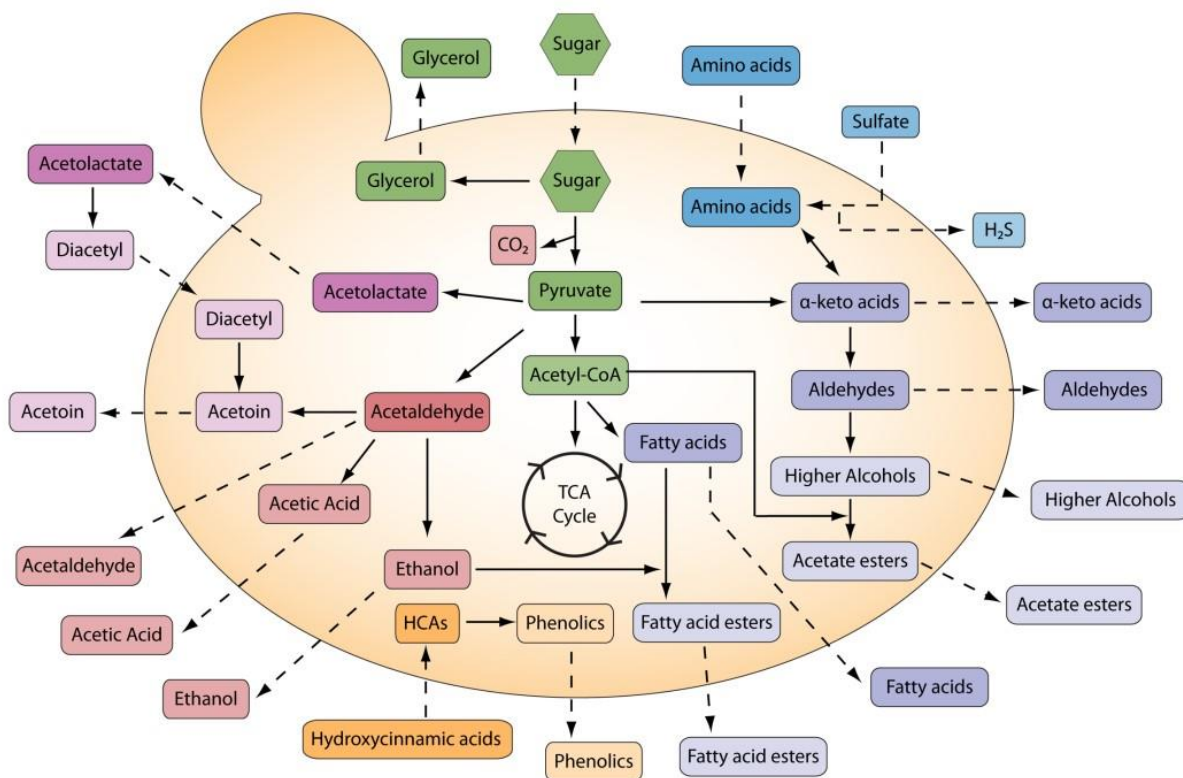 Sugar
Glycerol
Amino acids
Sulfate
Acetolactate
Glycerol
Sugar
Amino acids
H₂S
Diacetyl
CO₂
Acetolactate
Pyruvate
α-keto acids
α-keto acids
Diacetyl
Acetyl-CoA
Aldehydes
Aldehydes
Acetoin
Acetoin
Acetaldehyde
Fatty acids
Higher Alcohols
Higher Alcohols
Acetic Acid
TCA
Cycle
Acetaldehyde
Ethanol
Acetate esters
Acetate esters
Acetic Acid
HCAs
Phenolics
Fatty acid esters
Ethanol
Fatty acids
Hydroxycinnamic acids
Phenolics
Fatty acid esters